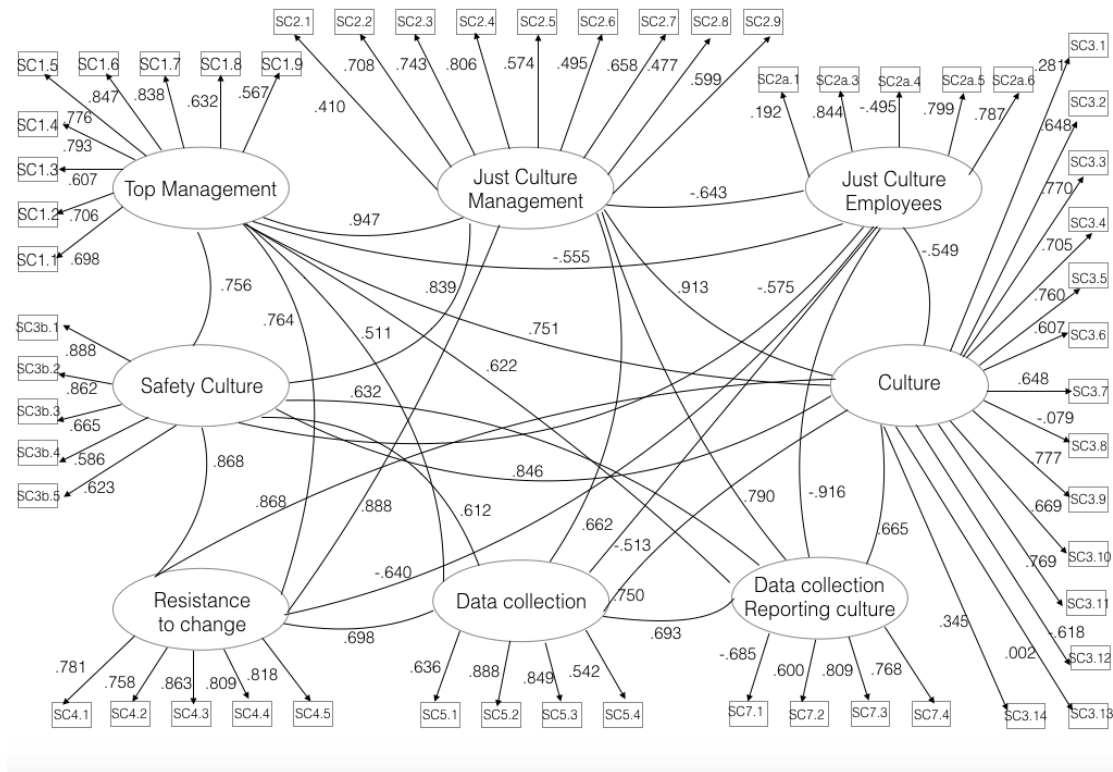 SC2.1 SC2.2 SC2.3 SC2.4 SC2.5 SC2.6 SC2.7 SC2.8 SC2.9
SC3.1
SC1.5 SC1.6 SC1.7 SC1.8 SC1.9
.708 .743 .806 .574 .495 .658 .477 .599
.281
SC2a.1 SC2a.3 SC2a.4 SC2a.5 SC2a.6
.847 .838 .632 .567
.410
.192 .844 -.495 .799 .787
SC3.2
SC1.4 .776
.648
.793
SC1.3
SC3.3
.607
Top Management
Just Culture
Management
Just Culture
Employees
.770
SC1.2 .706
-.643
SC3.4
.947
.705
SC1.1 .698
-.555
-.549
.756
.839
.913
-.575
.760
SC3.5
SC3b.1
.764
.511
.751
.607
SC3.6
.888
SC3b.2
.622
.862
Safety Culture
.632
Culture
.648
SC3.7
SC3b.3
.665
-.079
SC3b.4
SC3.8
.586
.868
.846
.777
SC3b.5 .623
SC3.9
.868
.888
.612
.662
.790
-.916
.665
.669
-.513
SC3.10
-.640
.769
Resistance
to change
Data collection
.750
Data collection
Reporting culture
SC3.11
.698
.693
.345
-.618
.002
SC3.12
.781 .758 .863 .809 .818
.636 .888 .849 .542
-.685 .600 .809 .768
SC4.1 SC4.2 SC4.3 SC4.4 SC4.5
SC5.1 SC5.2 SC5.3 SC5.4
SC7.1 SC7.2 SC7.3 SC7.4
SC3.14 SC3.13